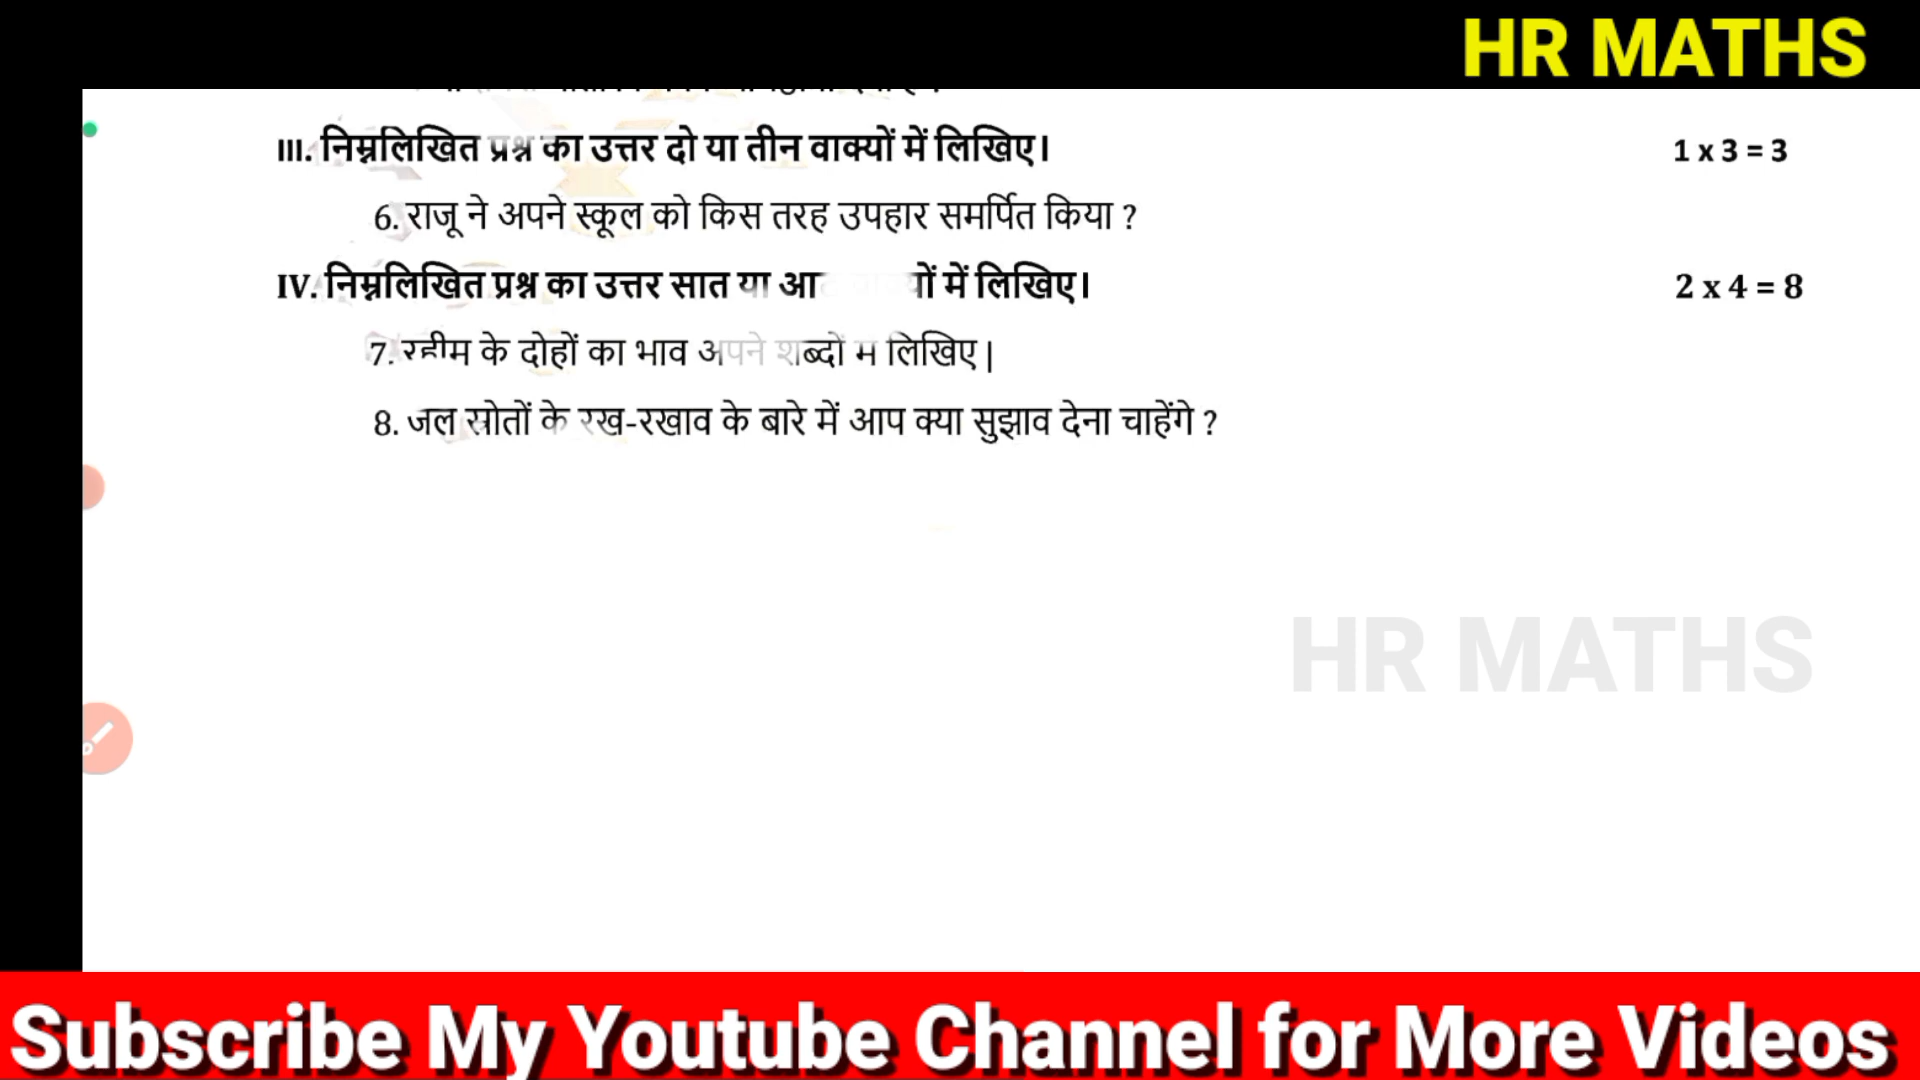 HR MATHS
III. निम्नलिखित प्रश्न का उत्तर दो या तीन वाक्यों में लिखिए। 1 x 3 = 3
6. राजू ने अपने स्कूल को किस तरह उपहार समर्पित किया ?
IV. निम्नलिखित प्रश्न का उत्तर सात या में लिखिए। 2 x 4 = 8
7. रहीम के दोहों का भाव अपने शब्दों में लिखिए |
8. जल स्रोतों के रख-रखाव के बारे में आप क्या सुझाव देना चाहेंगे ?
HR MATHS
Subscribe My Youtube Channel for More Videos